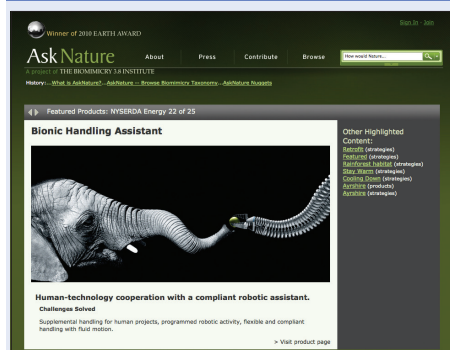 Winner of 2010 EARTH AWARD
Sign In - Join
AskNature
About
Press
Contribute
Browse
How would Nature...
A project of THE BIOMIMICRY 3.8 INSTITUTE
History:...What is AskNature?...AskNature -- Browse Biomimicry Taxonomy...AskNature Nuggets
Featured Products: NYSERDA Energy 22 of 25
Bionic Handling Assistant
Other Highlighted
Content:
Retrofit (strategies)
Featured (strategies)
Rainforest habitat (strategies)
Stay Warm (strategies)
Cooling Down (strategies)
Ayrshire (products)
Ayrshire (strategies)
Human-technology cooperation with a compliant robotic assistant.
Challenges Solved
Supplemental handling for human projects, programmed robotic activity, flexible and compliant
handling with fluid motion.
> Visit product page